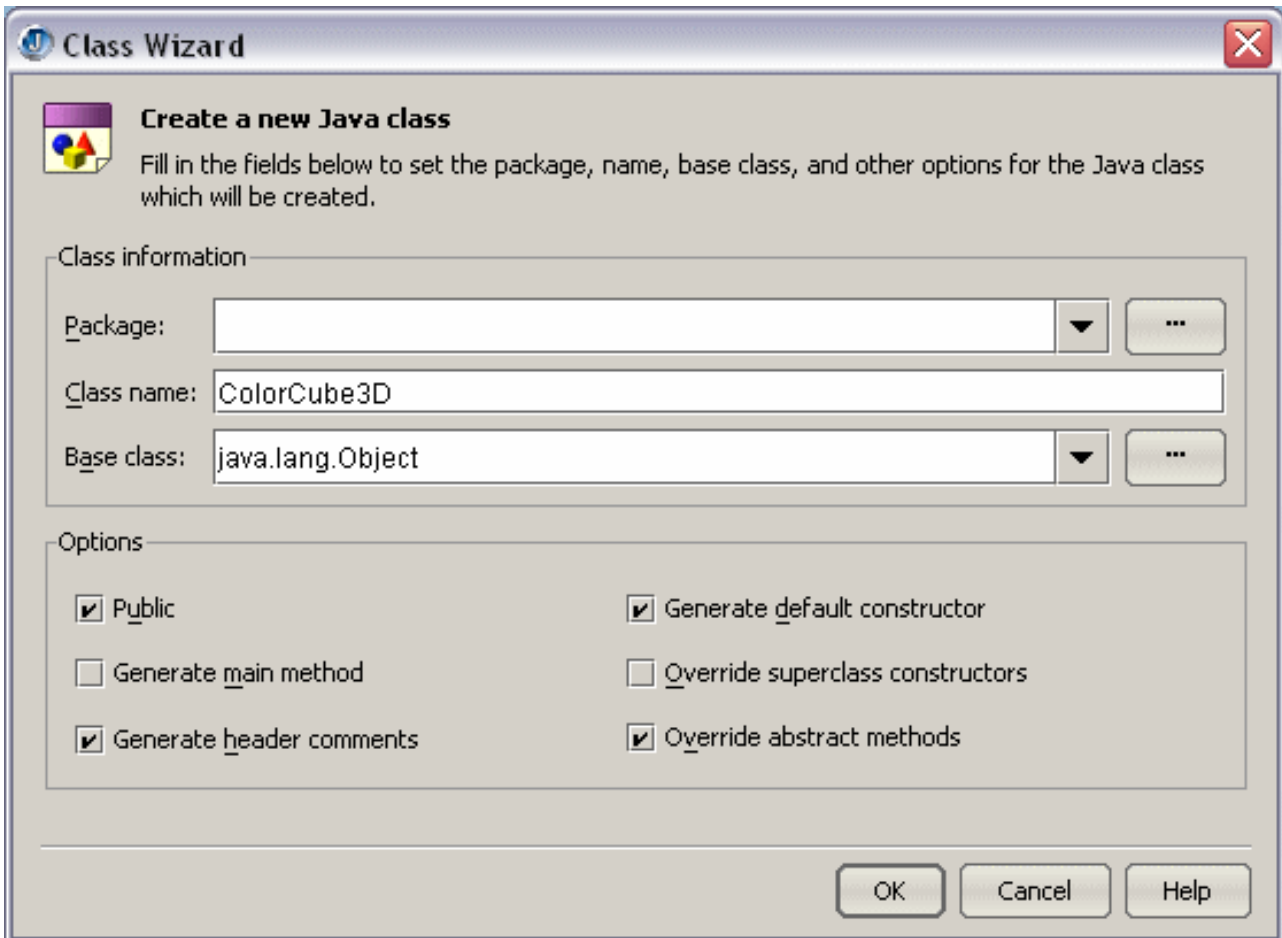 Class Wizard
Create a new Java class
Fill in the fields below to set the package, name, base class, and other options for the Java class
which will be created.
Class information
Package:
...
Class name: ColorCube3D
Base class: java.lang.Object ...
Options
Public Generate default constructor
Generate main method Override superclass constructors
Generate header comments Override abstract methods
OK Cancel Help